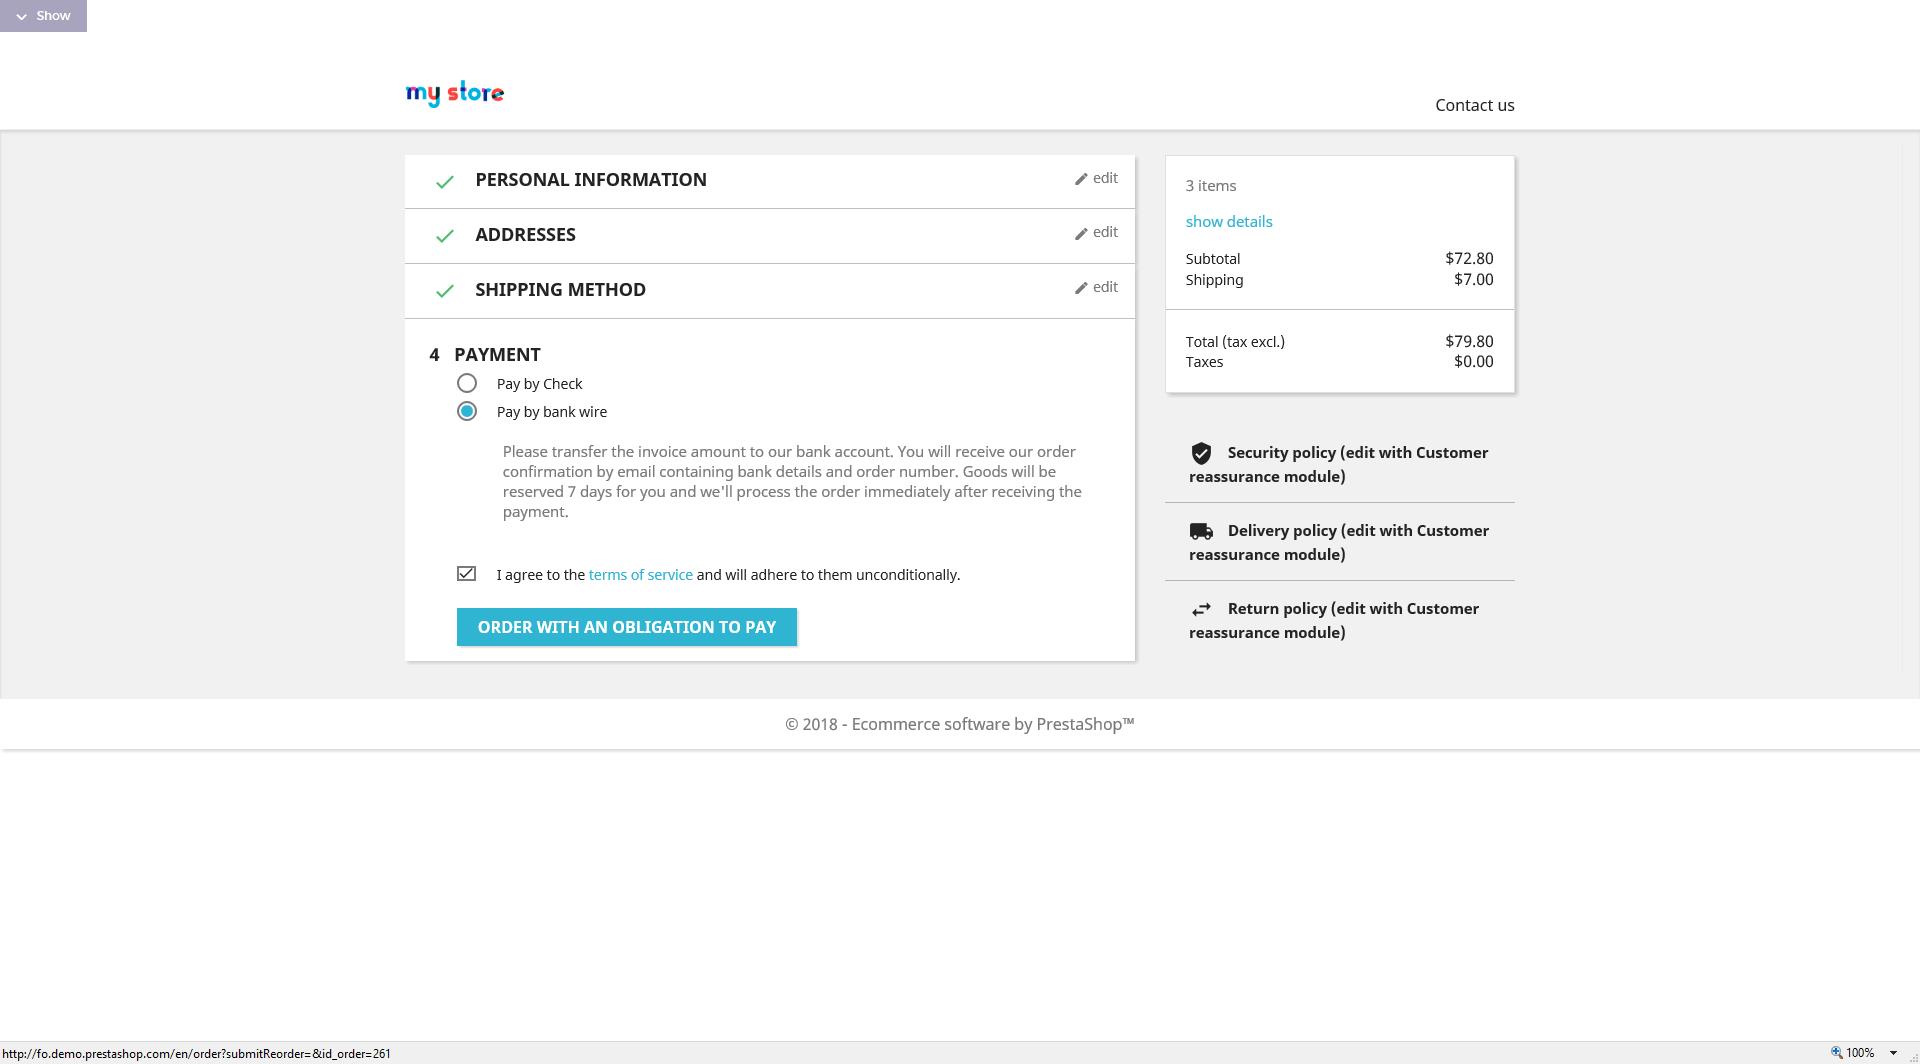 Show
my store
Contact us
PERSONAL INFORMATION
edit
ADDRESSES
edit
SHIPPING METHOD
edit
4 PAYMENT
Pay by Check
Pay by bank wire
Please transfer the invoice amount to our bank account. You will receive our order
confirmation by email containing bank details and order number. Goods will be
reserved 7 days for you and we'll process the order immediately after receiving the
payment.
I agree to the terms of service and will adhere to them unconditionally.
ORDER WITH AN OBLIGATION TO PAY
3 items
show details
Subtotal $72.80
Shipping $7.00
Total (tax excl.) $79.80
Taxes $0.00
Security policy (edit with Customer
reassurance module)
Delivery policy (edit with Customer
reassurance module)
Return policy (edit with Customer
reassurance module)
© 2018 - Ecommerce software by PrestaShop™
http://fo.demo.prestashop.com/en/order?submitReorder=&id_order=261
100%